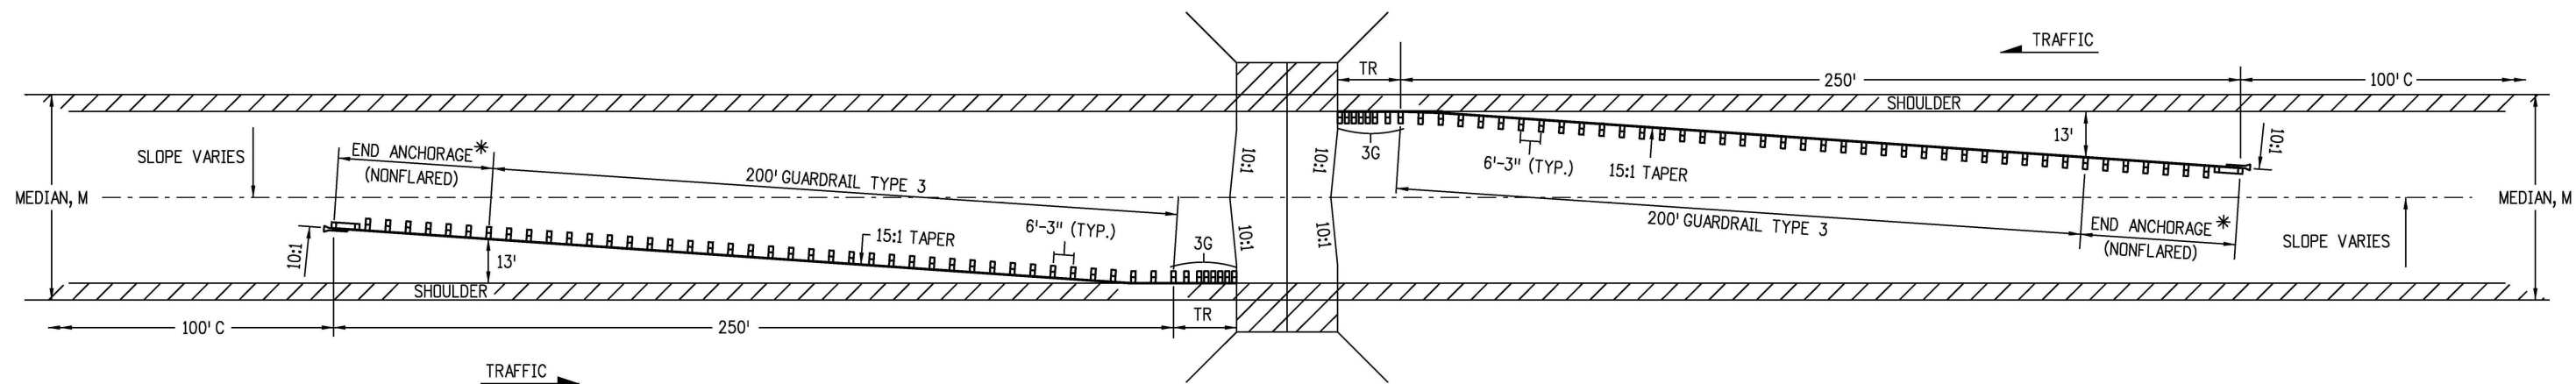 TRAFFIC
TR
250'
100' C
SHOULDER
13'
10:1
3G
6'-3" (TYP.)
15:1 TAPER
10:1
10:1
SLOPE VARIES
END ANCHORAGE*
(NONFLARED)
200' GUARDRAIL TYPE 3
MEDIAN, M
MEDIAN, M
200' GUARDRAIL TYPE 3
END ANCHORAGE*
(NONFLARED)
SLOPE VARIES
10:1
10:1
6'-3" (TYP.)
15:1 TAPER
3G
10:1
13'
SHOULDER
100' C
250'
TR
TRAFFIC